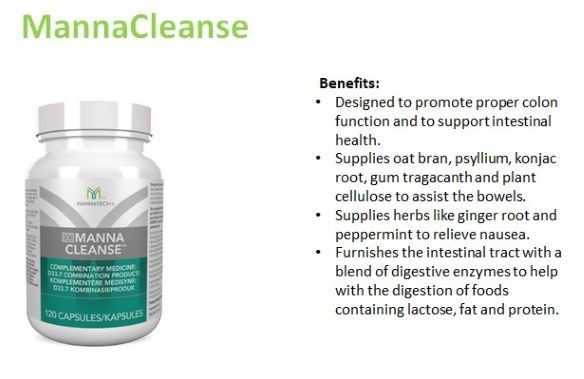 MannaCleanse
Benefits:
• Designed to promote proper colon
function and to support intestinal
health.
• Supplies oat bran, psyllium, konjac
root, gum tragacanth and plant
cellulose to assist the bowels.
• Supplies herbs like ginger root and
peppermint to relieve nausea.
• Furnishes the intestinal tract with a
blend of digestive enzymes to help
with the digestion of foods
containing lactose, fat and protein.
MANNATECH
MANNA
CLEANSE™
COMPLEMENTARY MEDICINE:
D33.7 COMBINATION PRODUCT/
KOMPLEMENTÊRE MEDISYNE:
D33.7 KOMBINASIEPRODUK
120 CAPSULES/KAPSULES